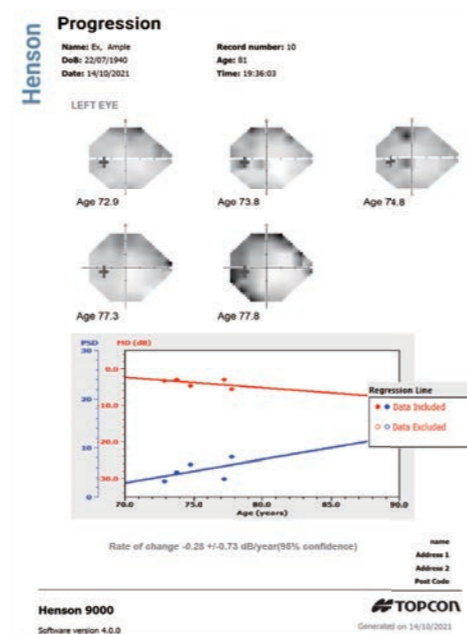 Henson
Progression
Name: Ex, Ample
Record number: 10
DoB: 22/07/1940
Age: 81
Date: 14/10/2021
Time: 19:36:03
LEFT EYE
Age 72.9
Age 73.8
Age 74.8
Age 77.3
Age 77.8
PSD
MD (dB)
30
0.0
10.0
20
20.0
10
30.0
0
70.0
75.0
80.0
85.0
90.0
Age (years)
Regression Line
Data Included
Data Excluded
Rate of change -0.28 +/-0.73 dB/year(95% confidence)
name
Address 1
Address 2
Post Code
Henson 9000
TOPCON
Software version 4.0.0
Generated on 14/10/2021